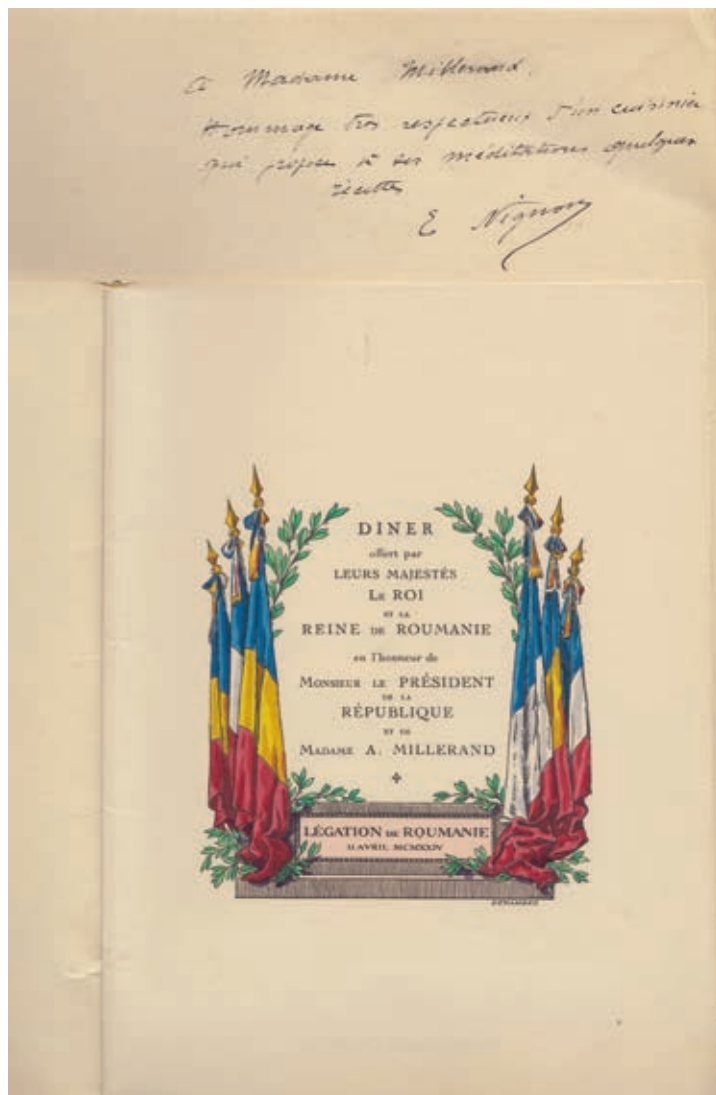 A Madame Millerand.
Hommage très respectueux d'un cuisinier
qui propose à ses méditations quelques
recettes
E Nignon
DINER
offert par
LEURS MAJESTÉS
LE ROI
ET LA
REINE DE ROUMANIE
en l'honneur de
MONSIEUR LE PRÉSIDENT
DE LA
RÉPUBLIQUE
ET DE
MADAME A. MILLERAND
LÉGATION DE ROUMANIE
11 AVRIL MCMXXIV